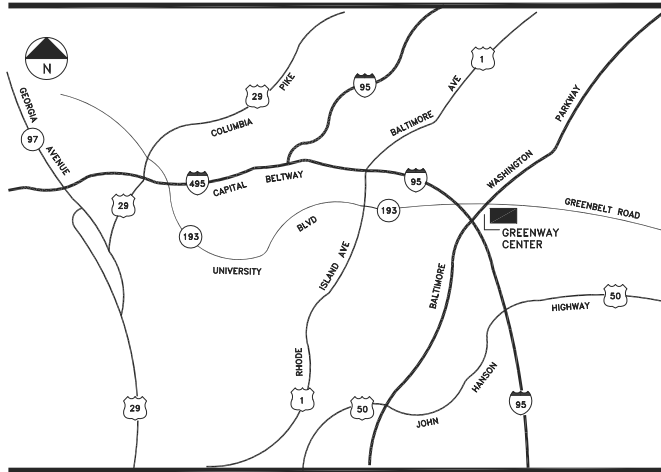 N
1
95
29
PIKE
COLUMBIA
BALTIMORE AVE
WASHINGTON PARKWAY
GEORGIA AVENUE
97
495
CAPITAL BELTWAY
95
29
193
UNIVERSITY BLVD
193
GREENBELT ROAD
GREENWAY
CENTER
RHODE ISLAND AVE
BALTIMORE
50
HIGHWAY
HANSON
JOHN
29
1
50
95